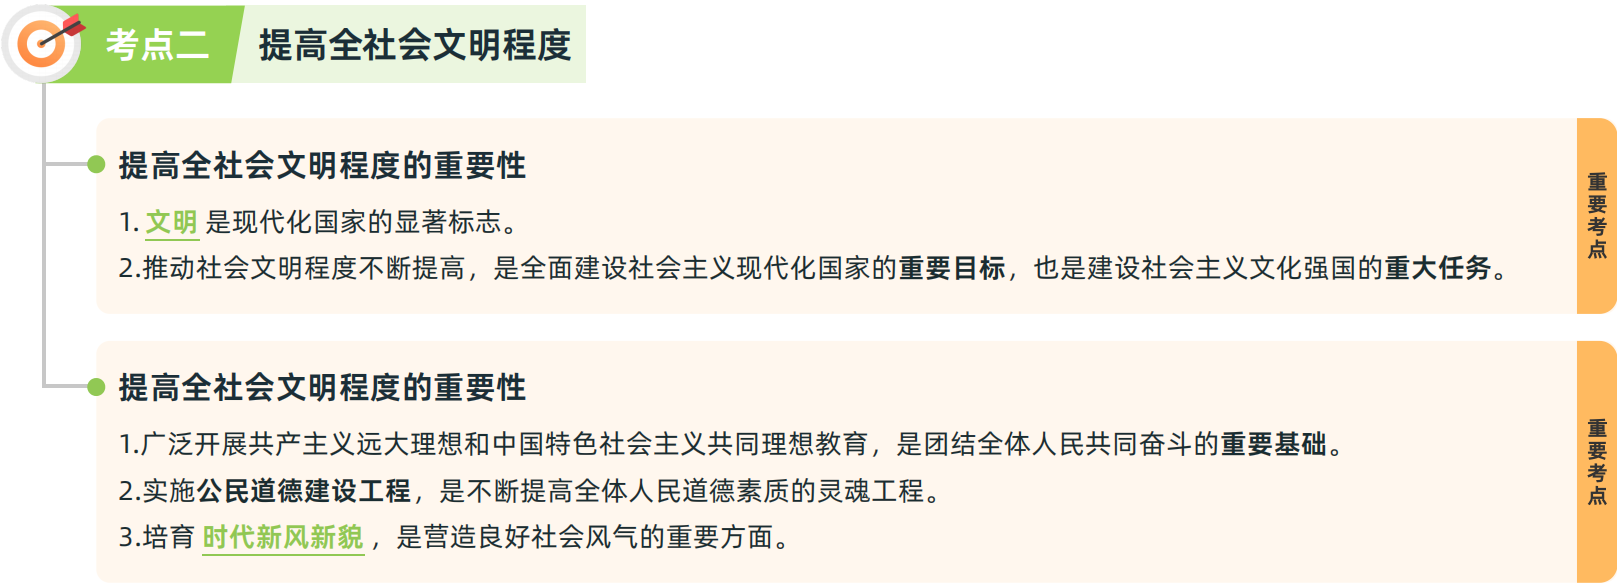 考点二 提高全社会文明程度
提高全社会文明程度的重要性
1. 文明 是现代化国家的显著标志。
2.推动社会文明程度不断提高，是全面建设社会主义现代化国家的重要目标，也是建设社会主义文化强国的重大任务。
重要考点
提高全社会文明程度的重要性
1.广泛开展共产主义远大理想和中国特色社会主义共同理想教育，是团结全体人民共同奋斗的重要基础。
2.实施公民道德建设工程，是不断提高全体人民道德素质的灵魂工程。
3.培育 时代新风新貌 ，是营造良好社会风气的重要方面。
重要考点